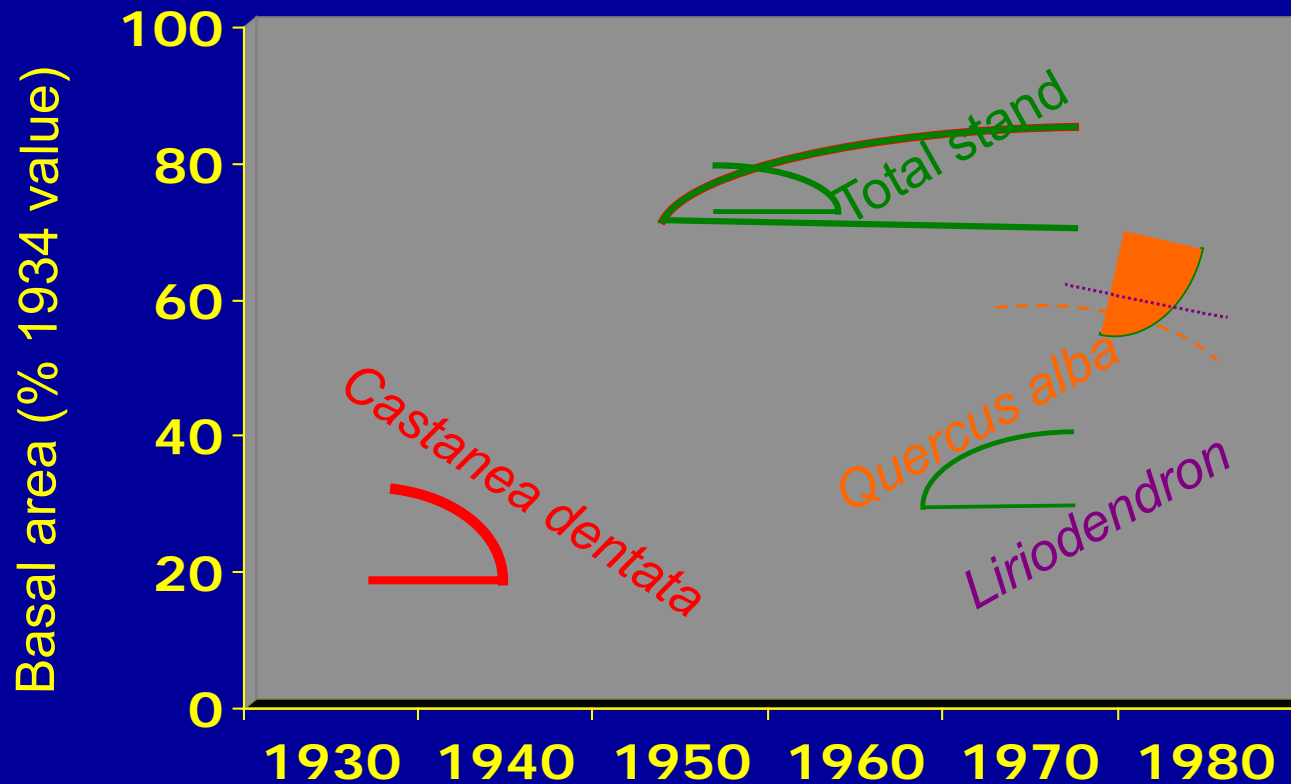 Basal area (% 1934 value)
100
80
60
40
20
0
Total stand
Castanea dentata
Quercus alba
Liriodendron
1930 1940 1950 1960 1970 1980